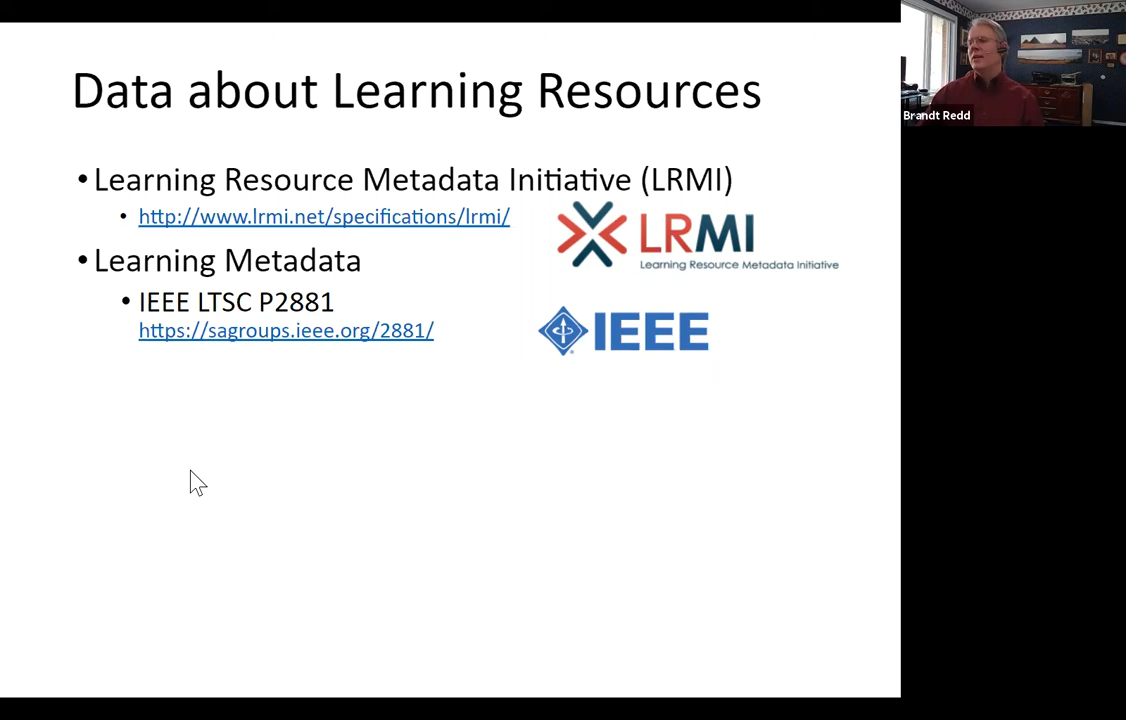 Data about Learning Resources
Brandt Redd
•Learning Resource Metadata Initiative (LRMI)
• http://www.lrmi.net/specifications/lrmi/
LRMI
Learning Resource Metadata Initiative
•Learning Metadata
• IEEE LTSC P2881
https://sagroups.ieee.org/2881/
IEEE